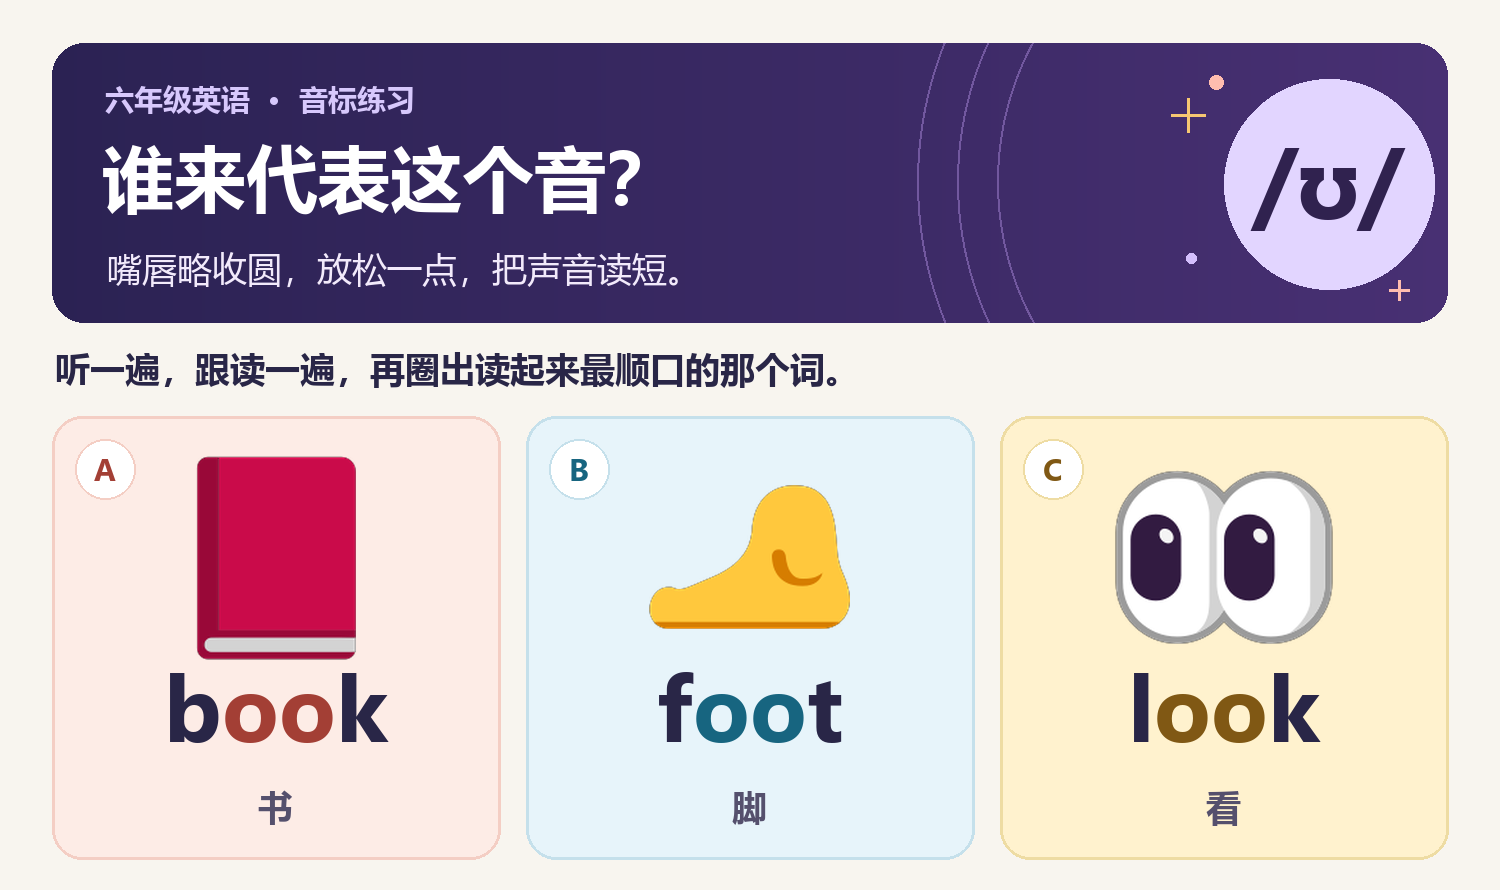 六年级英语 · 音标练习
谁来代表这个音？
/ʊ/
嘴唇略收圆，放松一点，把声音读短。
听一遍，跟读一遍，再圈出读起来最顺口的那个词。
A
book
书
B
foot
脚
C
look
看